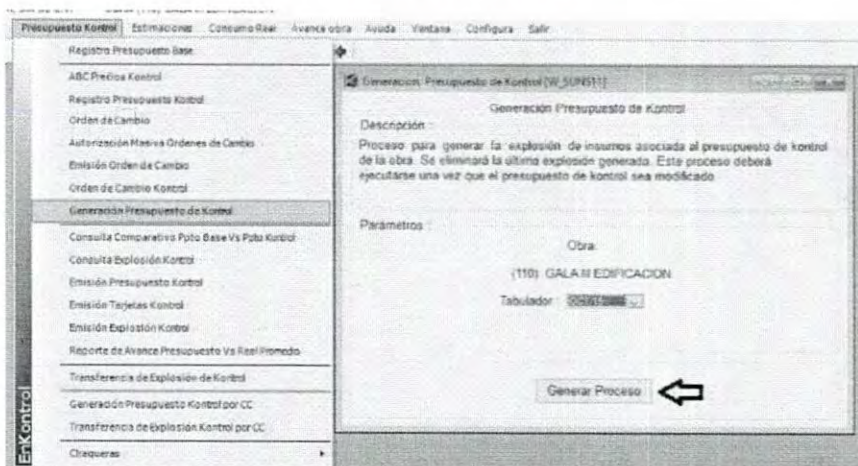 Presupuesto Kontrol Estimaciones Consumo Real Avance obra Ayuda Ventana Configura Salir
Registro Presupuesto Base
ABC Precios Kontrol
Registro Presupuesto Kontrol
Orden de Cambio
Autorización Masiva Ordenes de Cambio
Emisión Orden de Cambio
Orden de Cambio Kontrol
Generación Presupuesto de Kontrol
Consulta Comparativo Ppto Base Vs Ppto Kontrol
Consulta Explosión Kontrol
Emisión Presupuesto Kontrol
Emisión Tarjetas Kontrol
Emisión Explosión Kontrol
Reporte de Avance Presupuesto Vs Real Promedio
Transferencia de Explosión de Kontrol
Generación Presupuesto Kontrol por CC
Transferencia de Explosión Kontrol por CC
Chequeras
EnKontrol
Generación Presupuesto de Kontrol
Generación Presupuesto de Kontrol
Descripción :
Proceso para generar la explosión de insumos asociada al presupuesto de kontrol
de la obra. Se eliminará la última explosión generada. Este proceso deberá
ejecutarse una vez que el presupuesto de kontrol sea modificado
Parámetros :
Obra:
(110) GALA III EDIFICACION
Tabulador :
Generar Proceso